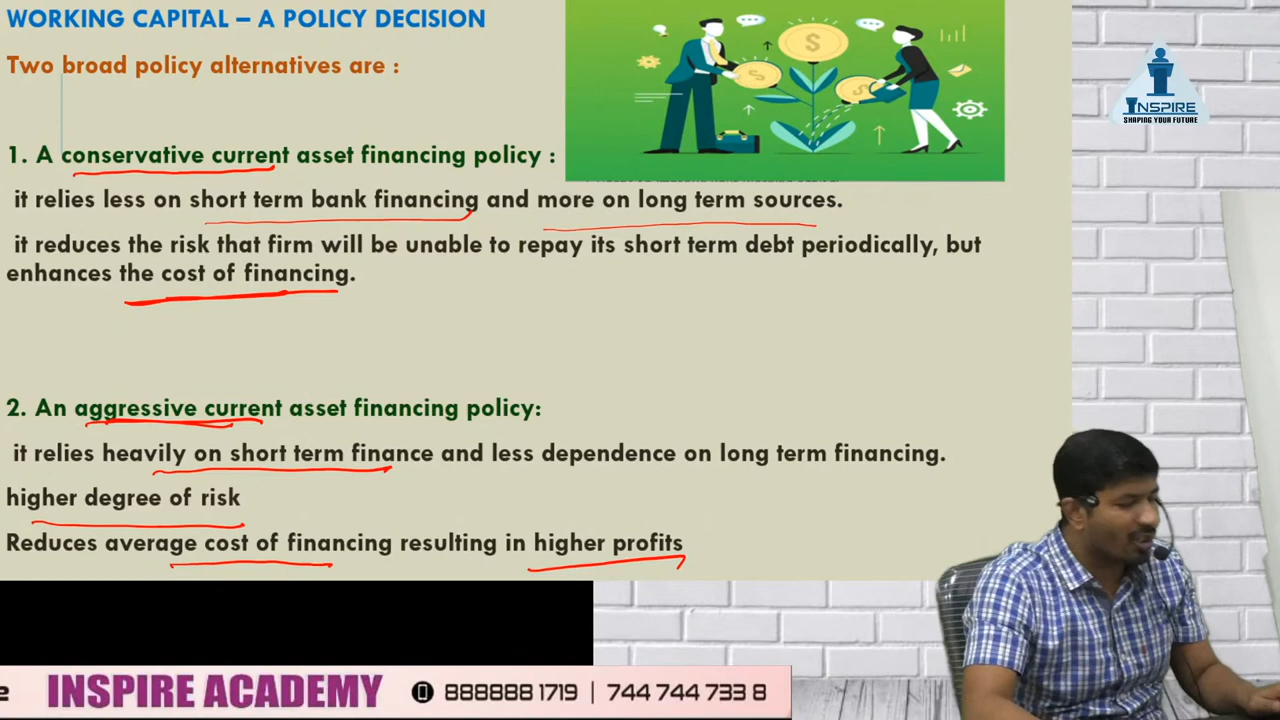 WORKING CAPITAL – A POLICY DECISION
Two broad policy alternatives are :
1. A conservative current asset financing policy :
it relies less on short term bank financing and more on long term sources.
it reduces the risk that firm will be unable to repay its short term debt periodically, but
enhances the cost of financing.
2. An aggressive current asset financing policy:
it relies heavily on short term finance and less dependence on long term financing.
higher degree of risk
Reduces average cost of financing resulting in higher profits
INSPIRE
SHAPING YOUR FUTURE
INSPIRE ACADEMY 888888 1719 | 744 744 733 8